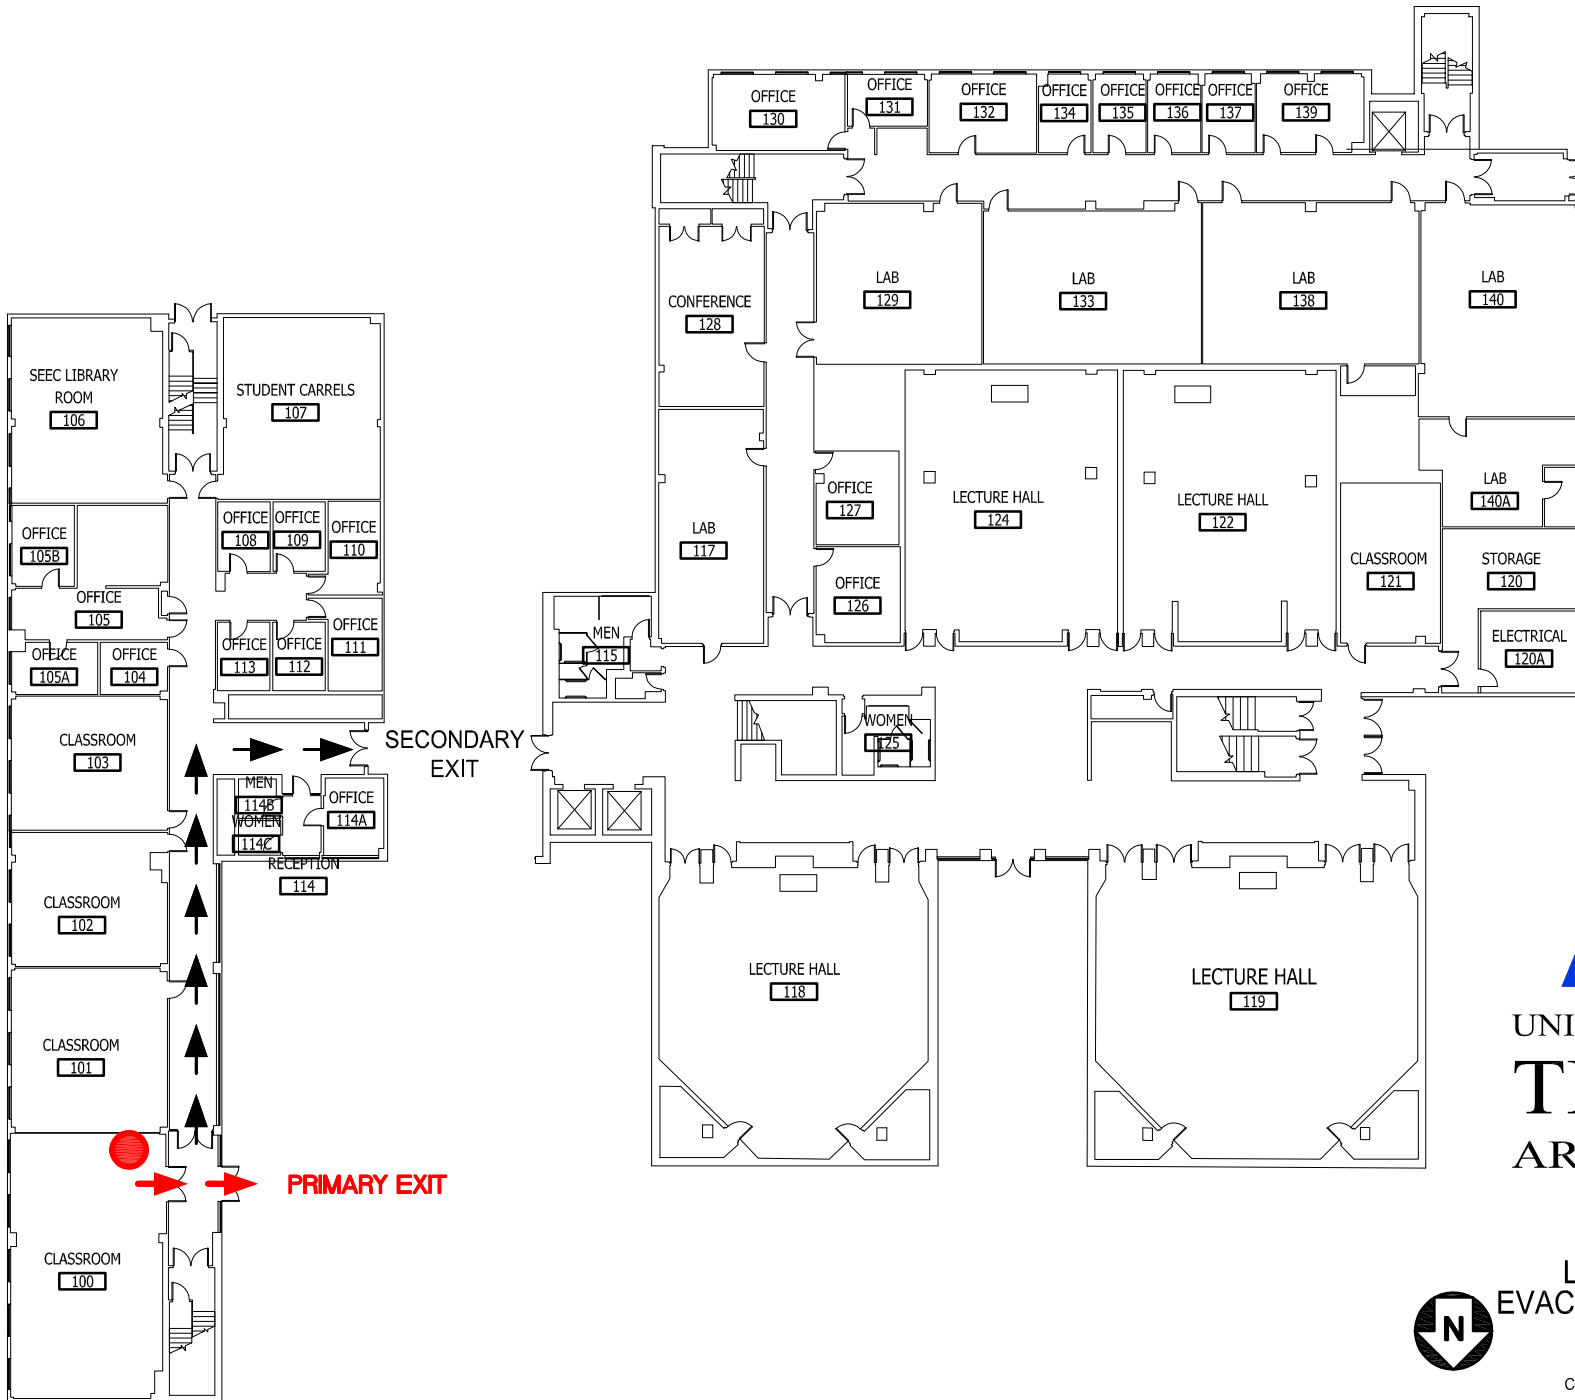 OFFICE
130
OFFICE
131
OFFICE
132
OFFICE
134
OFFICE
135
OFFICE
136
OFFICE
137
OFFICE
139
LAB
129
LAB
133
LAB
138
LAB
140
CONFERENCE
128
SEEC LIBRARY
ROOM
106
STUDENT CARRELS
107
OFFICE
127
LECTURE HALL
124
LECTURE HALL
122
LAB
140A
LAB
117
OFFICE
108
OFFICE
109
OFFICE
110
OFFICE
105B
OFFICE
105
OFFICE
126
CLASSROOM
121
STORAGE
120
ELECTRICAL
120A
OFFICE
105A
OFFICE
104
OFFICE
113
OFFICE
112
OFFICE
111
MEN
115
WOMEN
125
CLASSROOM
103
SECONDARY
EXIT
MEN
114B
WOMEN
114C
OFFICE
114A
RECEPTION
114
CLASSROOM
102
CLASSROOM
101
LECTURE HALL
118
LECTURE HALL
119
UNI
AR
PRIMARY EXIT
CLASSROOM
100
L
EVAC
N
C